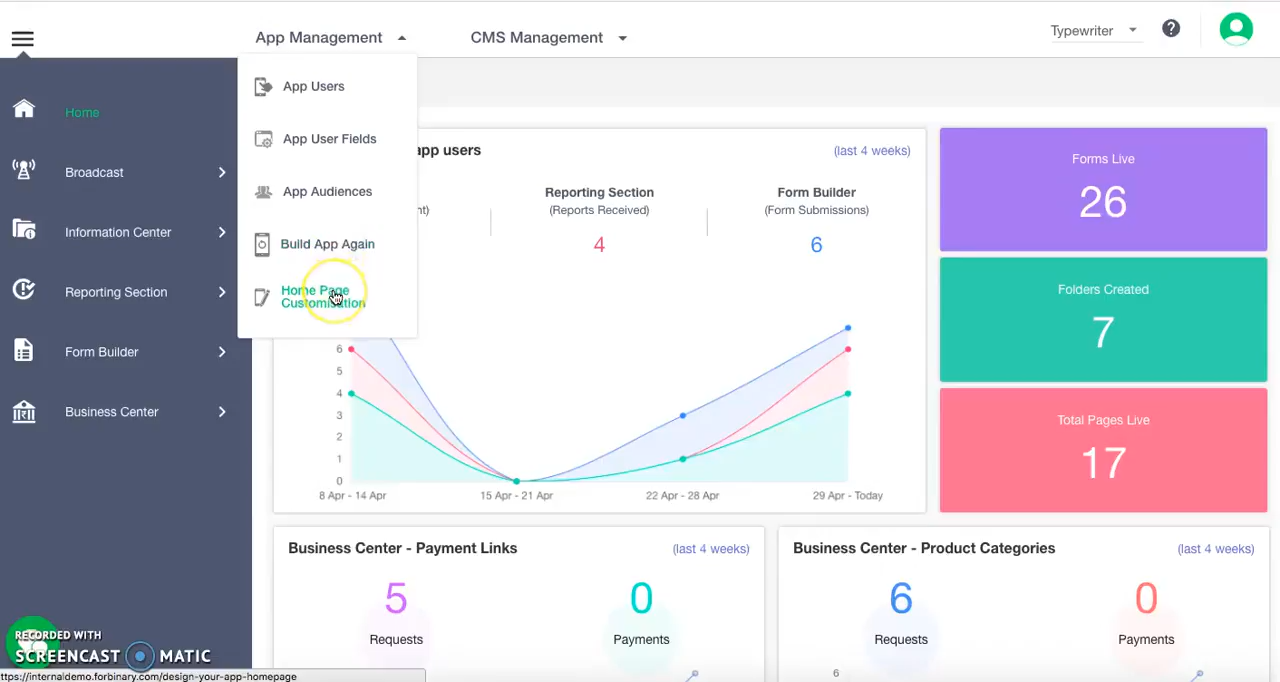 App Management
CMS Management
Typewriter
Home
Broadcast
Information Center
Reporting Section
Form Builder
Business Center
App Users
App User Fields
App Audiences
Build App Again
Home Page
Customisation
app users
(last 4 weeks)
nt)
Reporting Section
(Reports Received)
4
Form Builder
(Form Submissions)
6
6
5
4
3
2
1
0
8 Apr - 14 Apr
15 Apr - 21 Apr
22 Apr - 28 Apr
29 Apr - Today
Forms Live
26
Folders Created
7
Total Pages Live
17
Business Center - Payment Links
(last 4 weeks)
5
Requests
0
Payments
Business Center - Product Categories
(last 4 weeks)
6
Requests
0
Payments
6
RECORDED WITH
SCREENCAST MATIC
ttps://internaldemo.forbinary.com/design-your-app-homepage